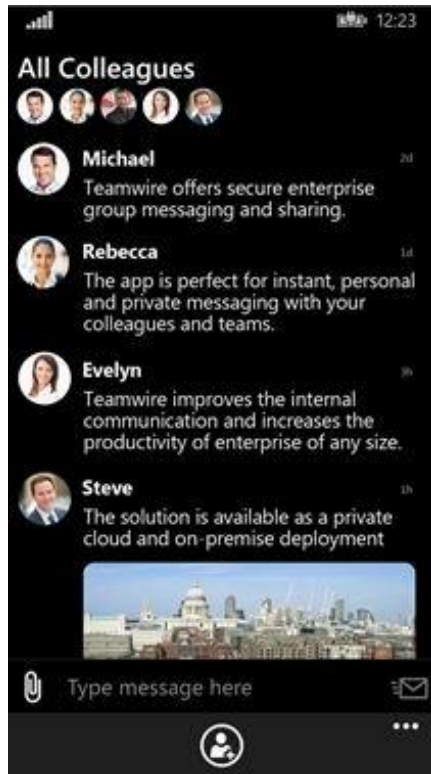 12:23
All Colleagues
Michael 2d
Teamwire offers secure enterprise
group messaging and sharing.
Rebecca 1d
The app is perfect for instant, personal
and private messaging with your
colleagues and teams.
Evelyn 3h
Teamwire improves the internal
communication and increases the
productivity of enterprise of any size.
Steve 1h
The solution is available as a private
cloud and on-premise deployment
Type message here